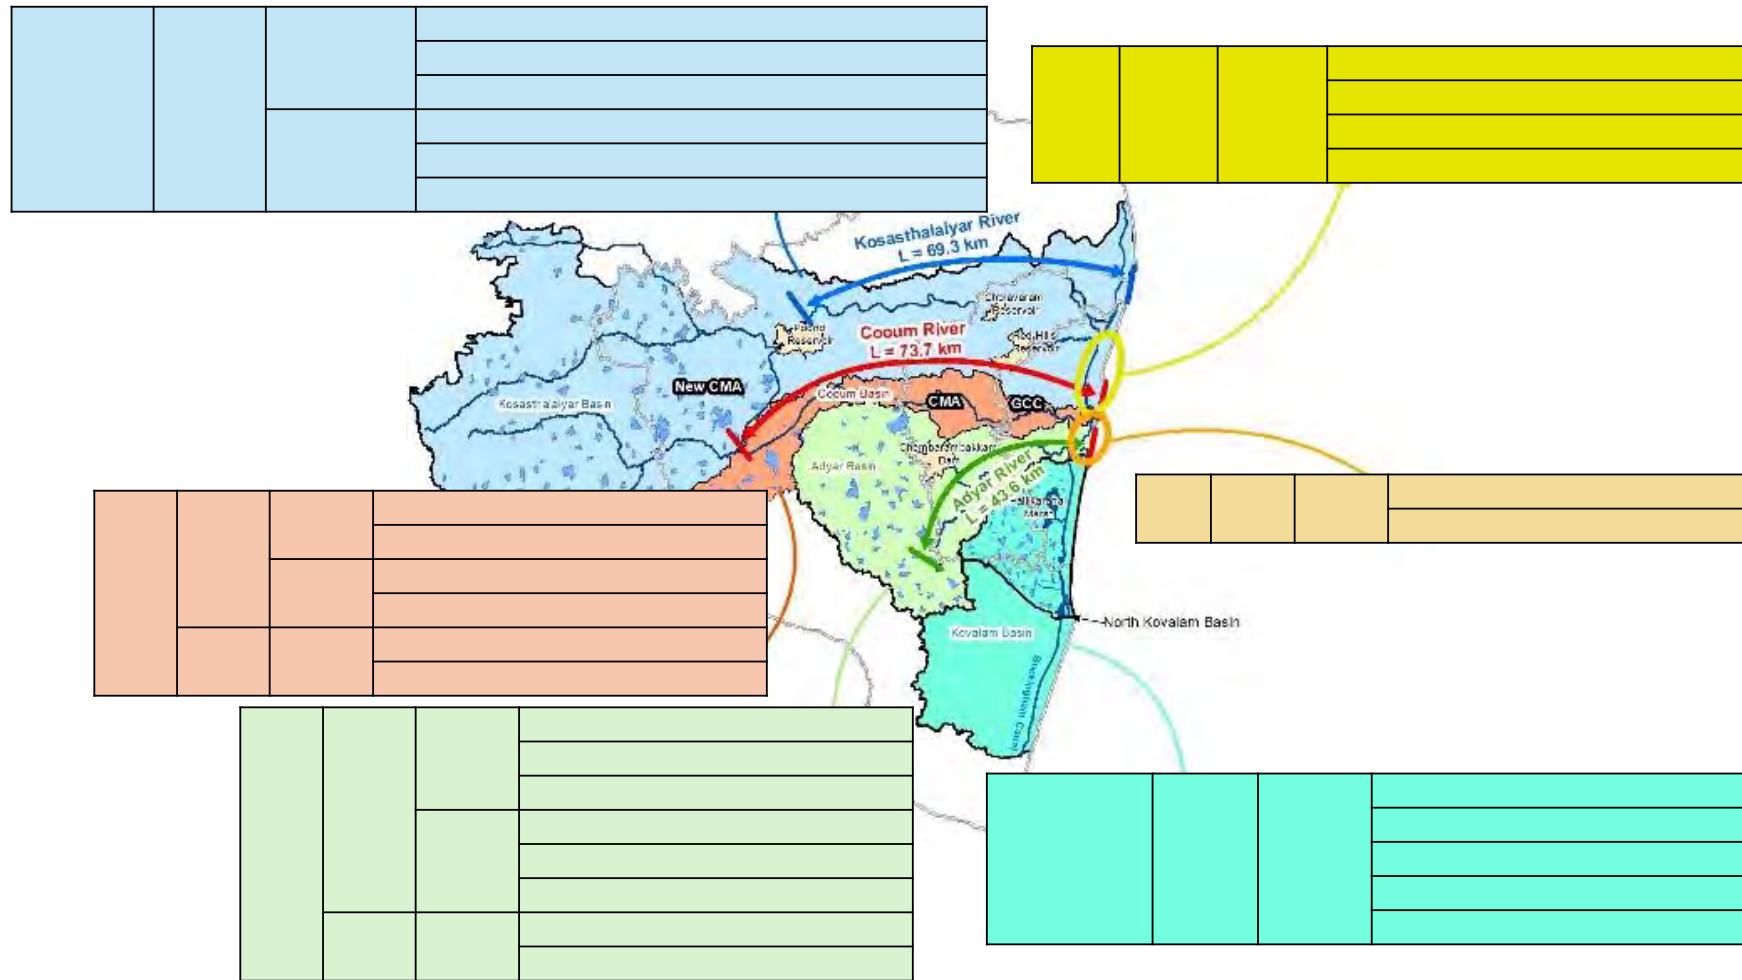 Kosasthalaiyar River
L = 69.3 km
Cholavaram
Reservoir
Poondi
Reservoir
Red Hills
Reservoir
Cooum River
L = 73.7 km
New CMA
Cooum Basin
CMA
GCC
Kosasthalaiyar Basin
Chembarambakkam
Dam
Adyar Basin
Adyar River
L = 43.6 km
Pallikarana
Marsh
North Kovalam Basin
Kovalam Basin
Buckingham Canal